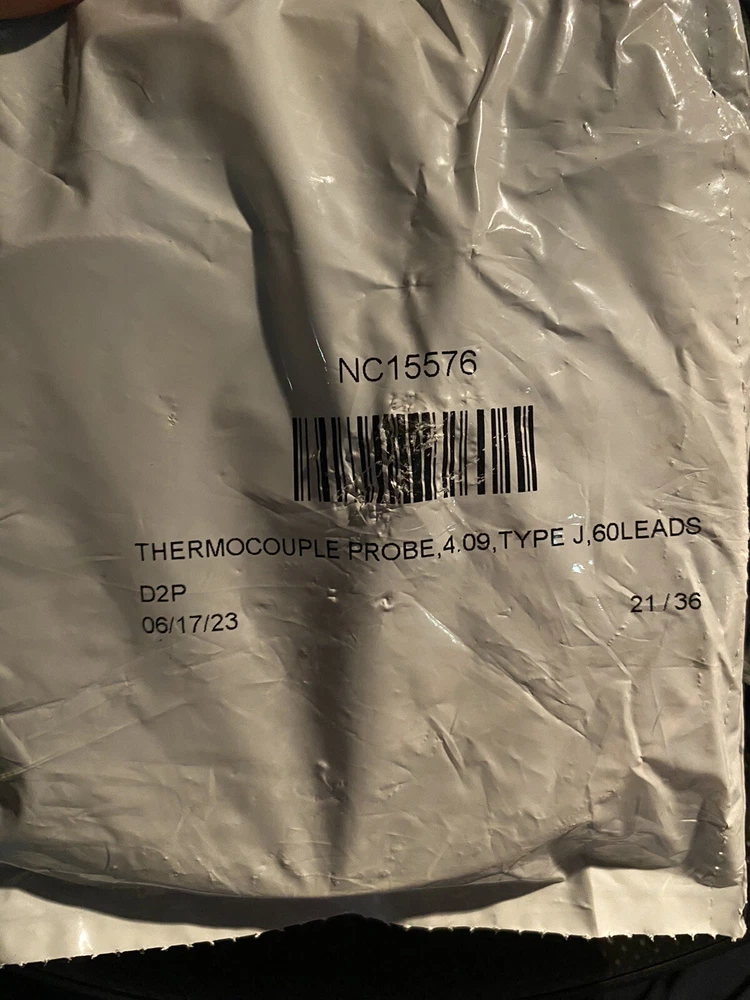 NC15576
THERMOCOUPLE PROBE,4.09,TYPE J,60LEADS
D2P
21/36
06/17/23